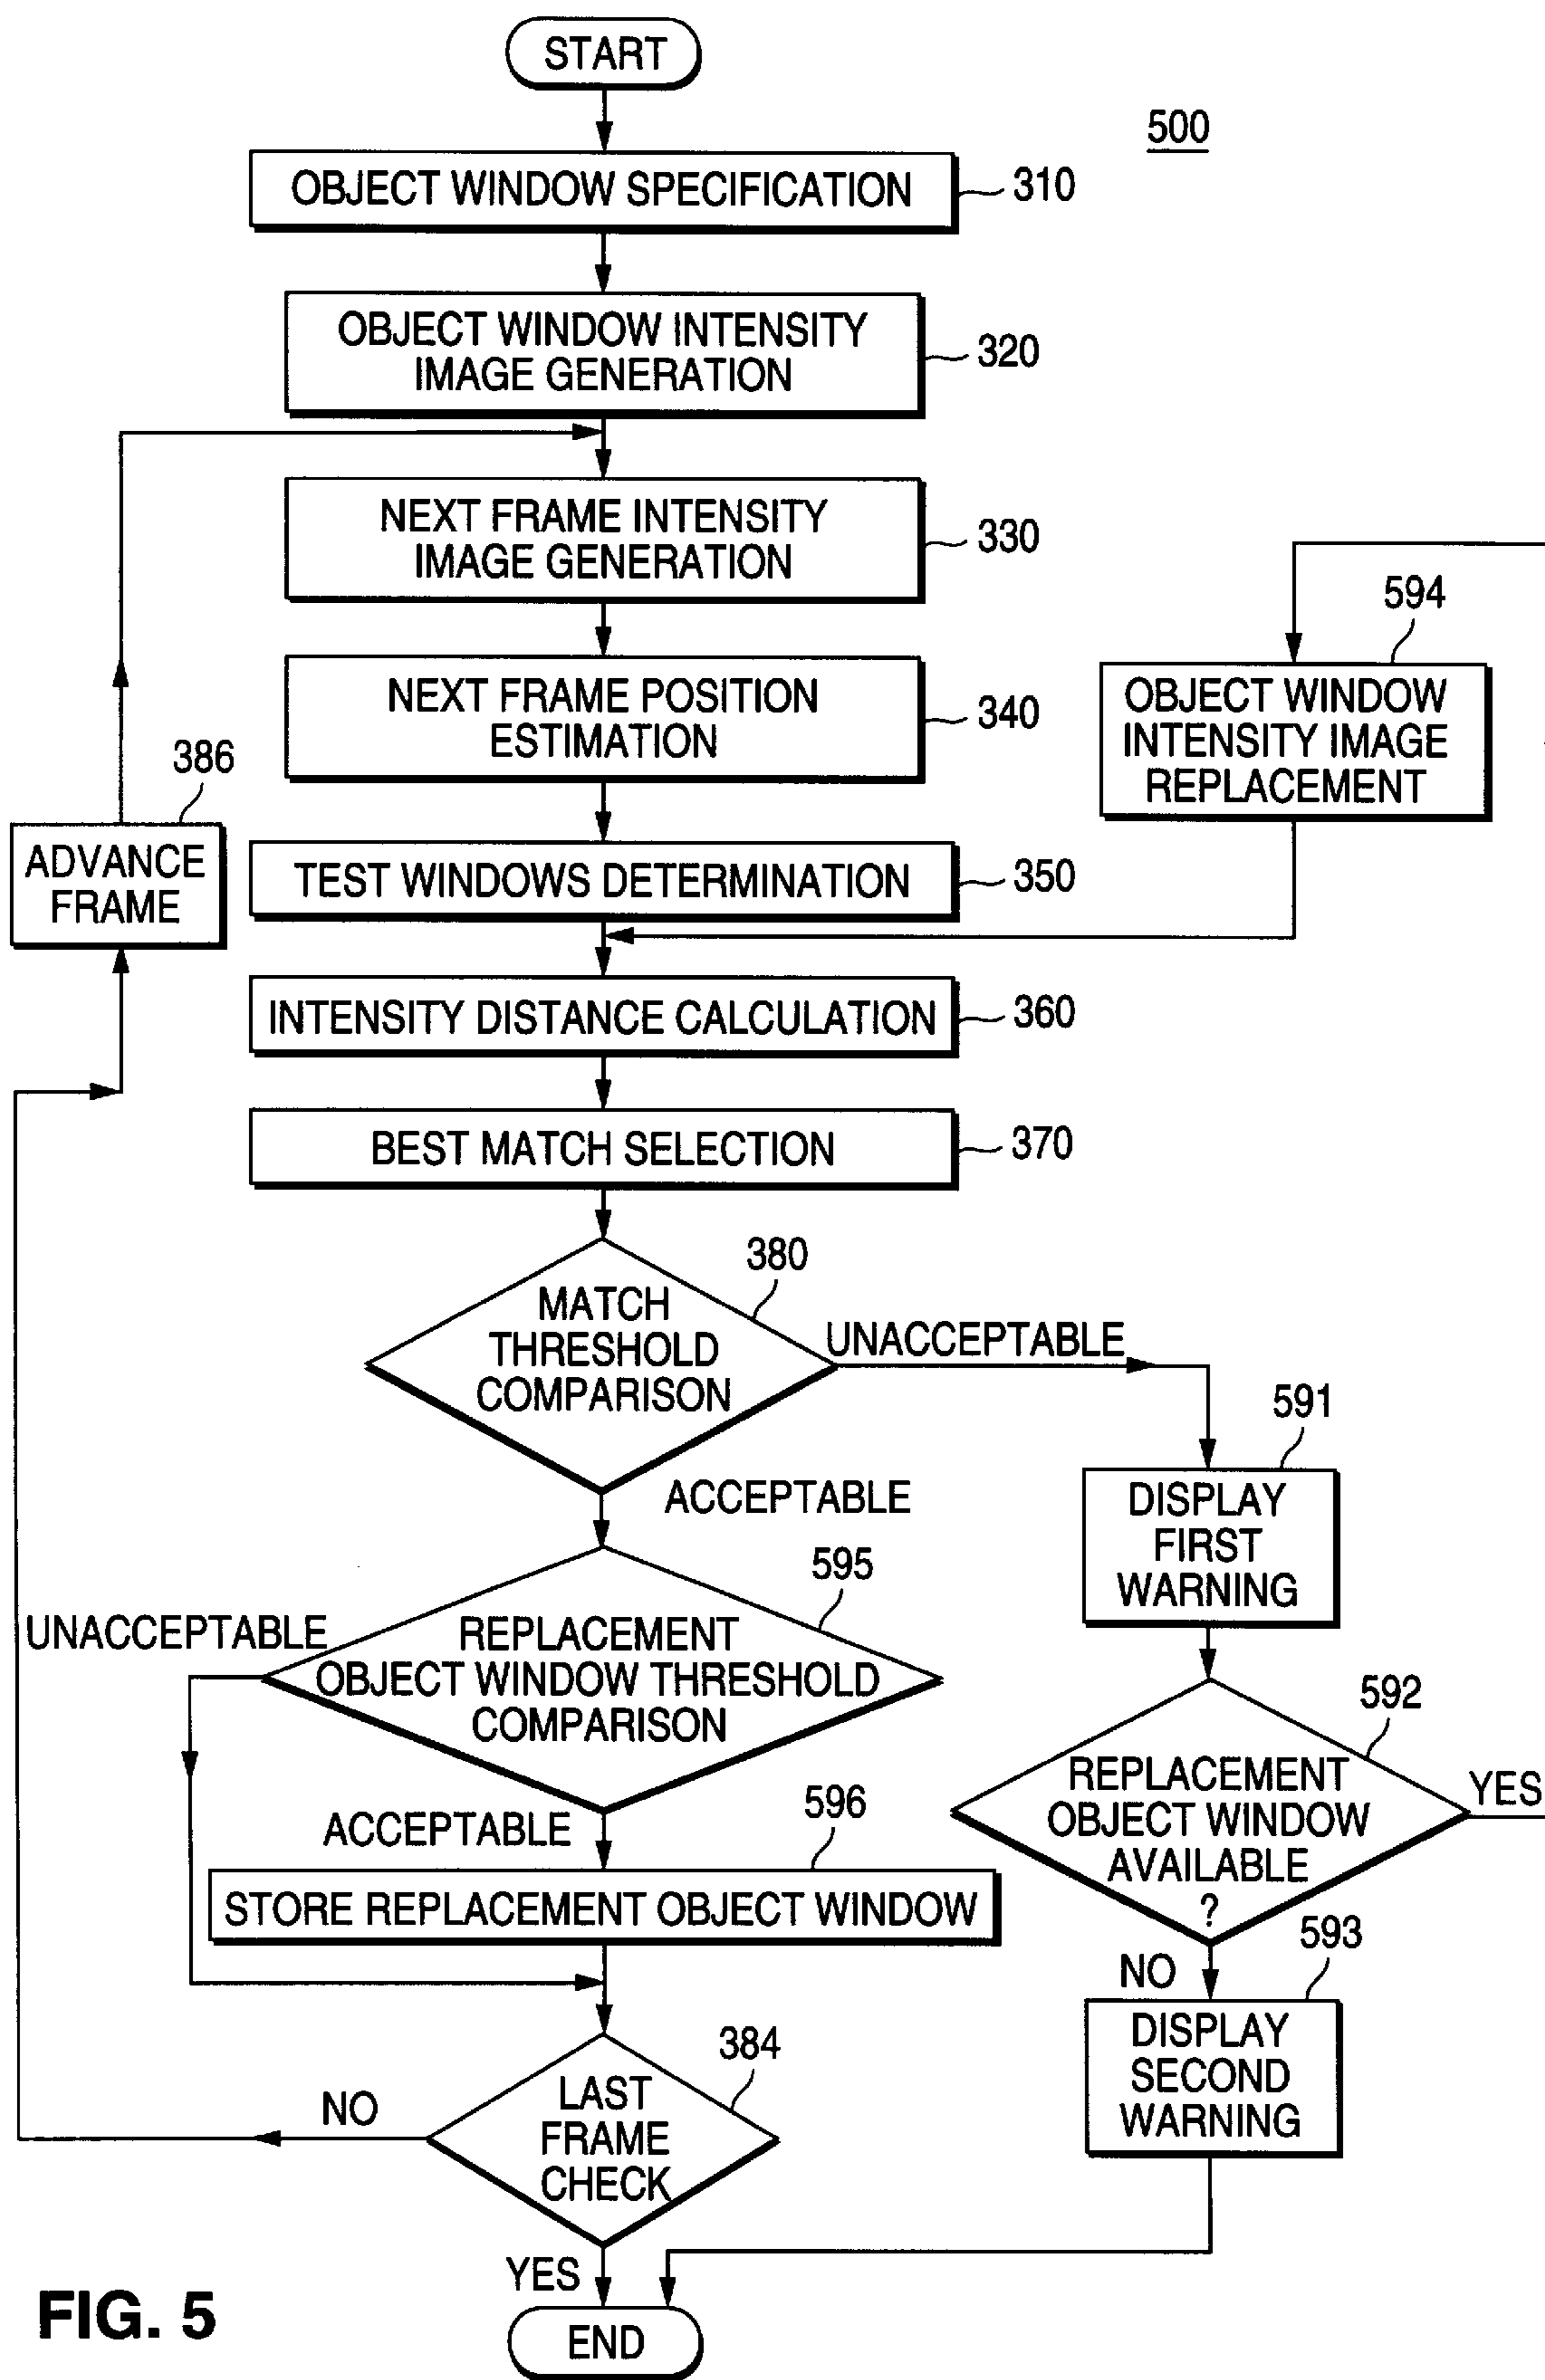 START
500
OBJECT WINDOW SPECIFICATION
310
OBJECT WINDOW INTENSITY
IMAGE GENERATION
320
NEXT FRAME INTENSITY
IMAGE GENERATION
330
594
OBJECT WINDOW
INTENSITY IMAGE
REPLACEMENT
NEXT FRAME POSITION
ESTIMATION
340
386
ADVANCE
FRAME
TEST WINDOWS DETERMINATION
350
INTENSITY DISTANCE CALCULATION
360
BEST MATCH SELECTION
370
380
MATCH
THRESHOLD
COMPARISON
UNACCEPTABLE
591
DISPLAY
FIRST
WARNING
ACCEPTABLE
595
UNACCEPTABLE
REPLACEMENT
OBJECT WINDOW THRESHOLD
COMPARISON
592
REPLACEMENT
OBJECT WINDOW
AVAILABLE
?
YES
ACCEPTABLE
596
STORE REPLACEMENT OBJECT WINDOW
NO
593
DISPLAY
SECOND
WARNING
384
LAST
FRAME
CHECK
NO
YES
END
FIG. 5